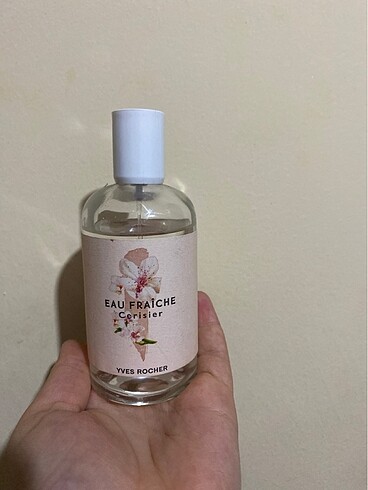 EAU FRAÎCHE
Cerisier
YVES ROCHER